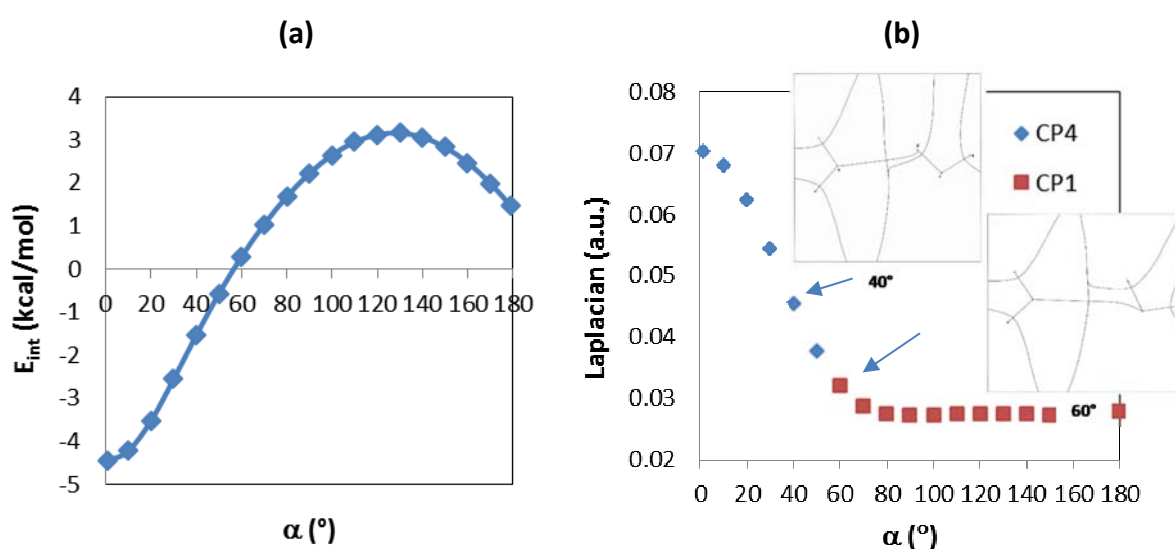 (a)
4
3
2
1
0
-1
-2
-3
-4
-5
0 20 40 60 80 100 120 140 160 180
E_int (kcal/mol)
α (°)
(b)
0.08
0.07
0.06
0.05
0.04
0.03
0.02
0 20 40 60 80 100 120 140 160 180
Laplacian (a.u.)
α (°)
CP4
CP1
40°
60°